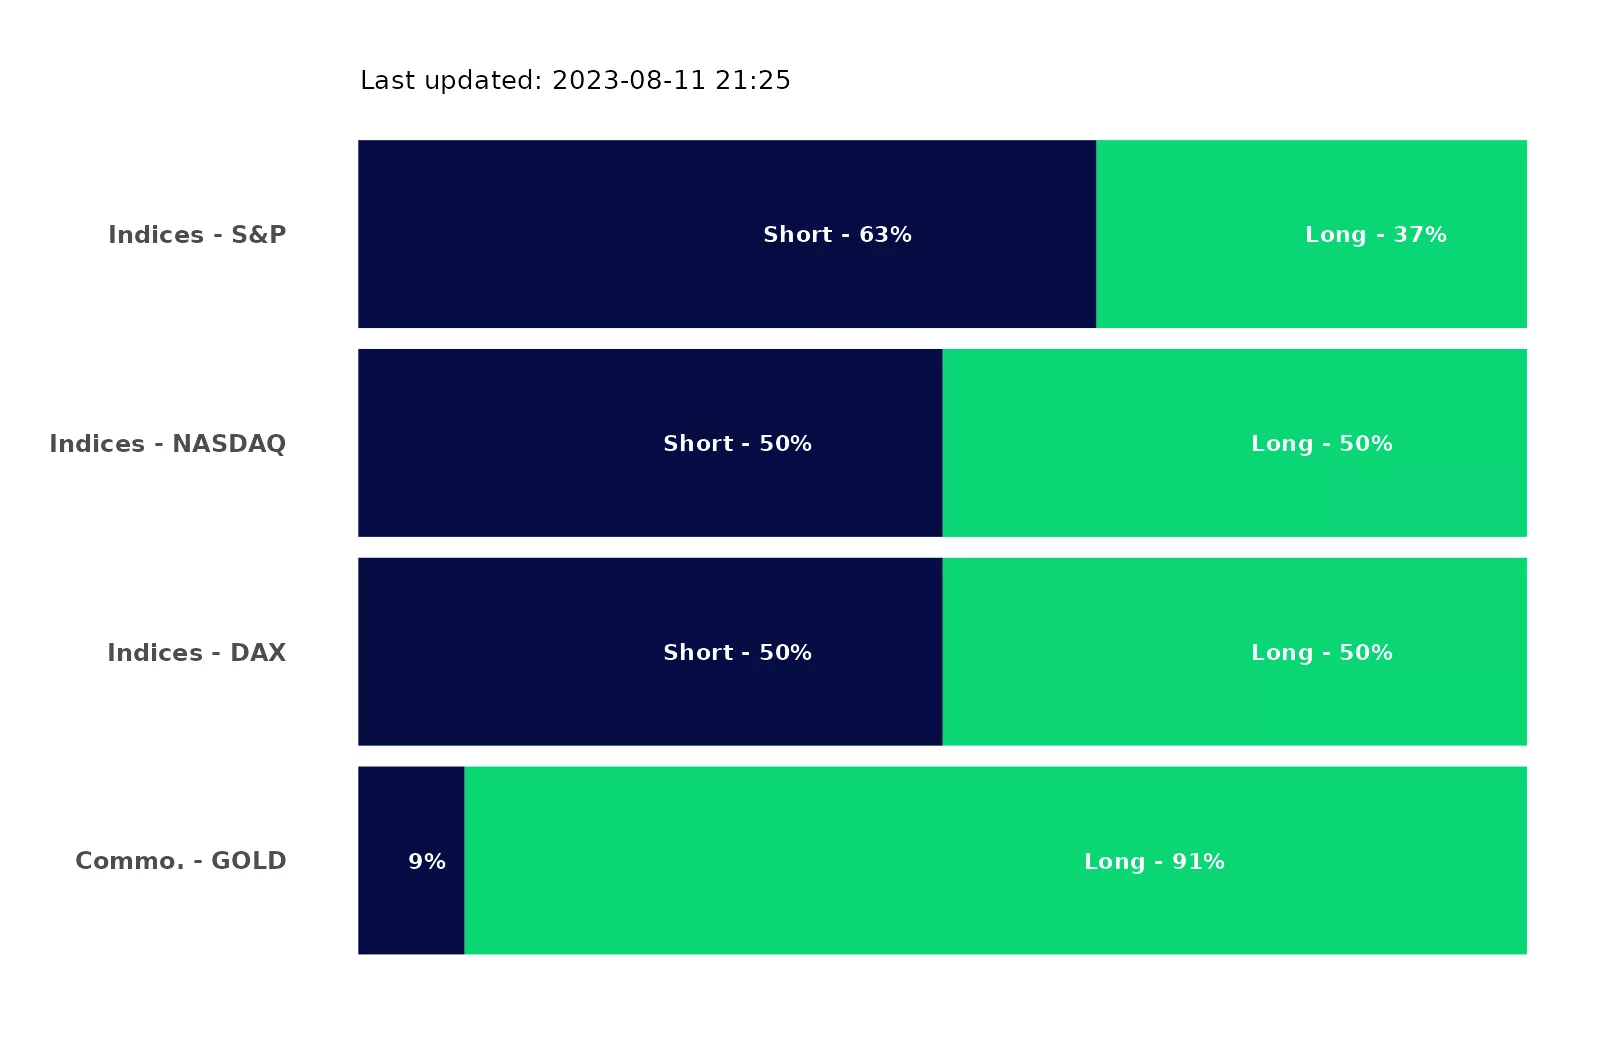 Last updated: 2023-08-11 21:25
Indices - S&P
Short - 63%
Long - 37%
Indices - NASDAQ
Short - 50%
Long - 50%
Indices - DAX
Short - 50%
Long - 50%
Commo. - GOLD
9%
Long - 91%